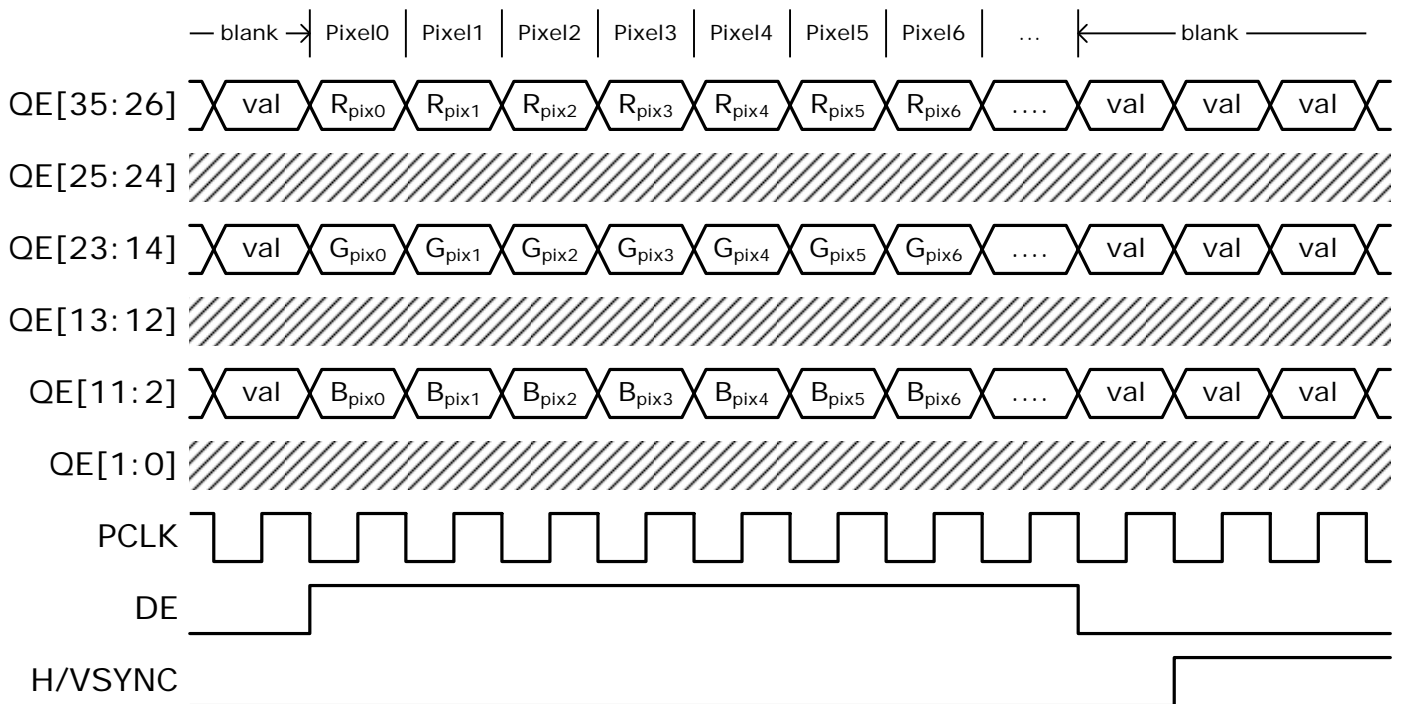 blank Pixel0 Pixel1 Pixel2 Pixel3 Pixel4 Pixel5 Pixel6 ... blank
QE[35:26] val Rpix0 Rpix1 Rpix2 Rpix3 Rpix4 Rpix5 Rpix6 .... val val val
QE[25:24]
QE[23:14] val Gpix0 Gpix1 Gpix2 Gpix3 Gpix4 Gpix5 Gpix6 .... val val val
QE[13:12]
QE[11:2] val Bpix0 Bpix1 Bpix2 Bpix3 Bpix4 Bpix5 Bpix6 .... val val val
QE[1:0]
PCLK
DE
H/VSYNC